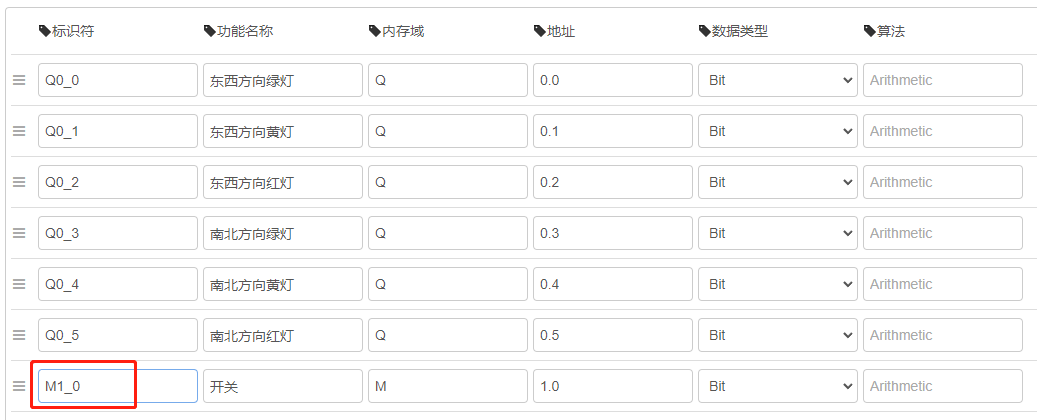 标识符 功能名称 内存域 地址 数据类型 算法
Q0_0 东西方向绿灯 Q 0.0 Bit Arithmetic
Q0_1 东西方向黄灯 Q 0.1 Bit Arithmetic
Q0_2 东西方向红灯 Q 0.2 Bit Arithmetic
Q0_3 南北方向绿灯 Q 0.3 Bit Arithmetic
Q0_4 南北方向黄灯 Q 0.4 Bit Arithmetic
Q0_5 南北方向红灯 Q 0.5 Bit Arithmetic
M1_0 开关 M 1.0 Bit Arithmetic